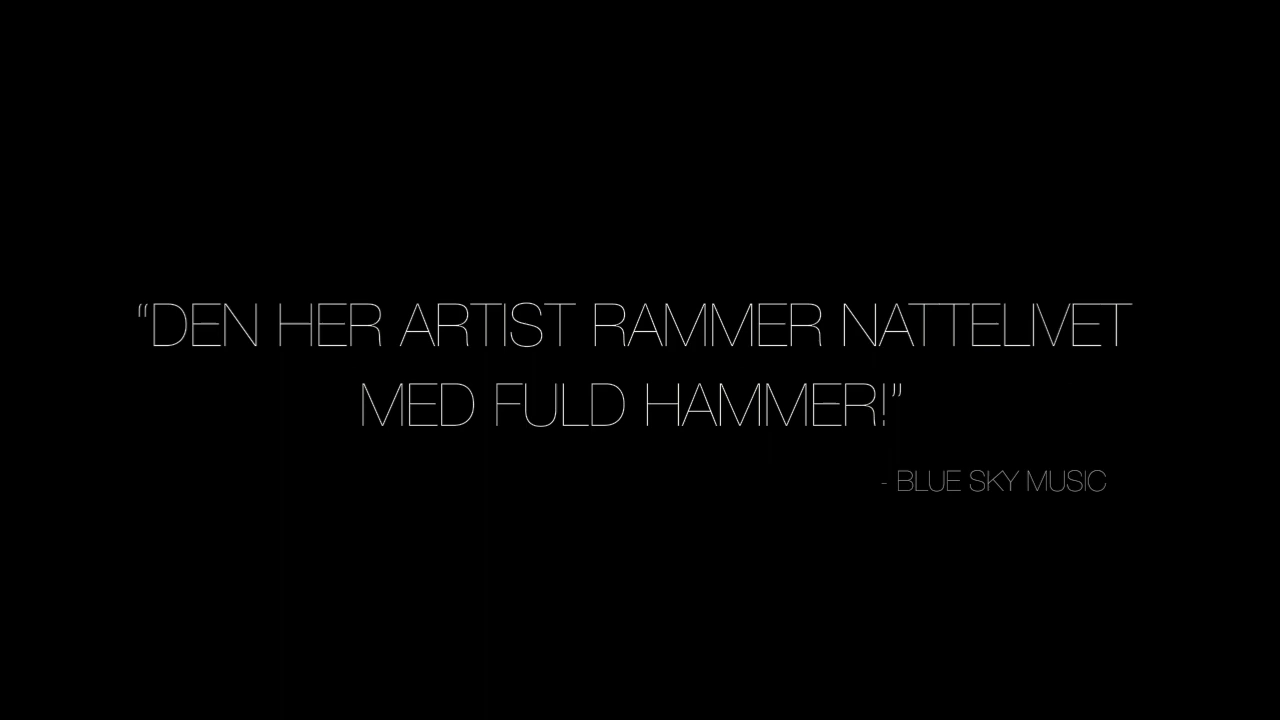 “DEN HER ARTIST RAMMER NATTELIVET
MED FULD HAMMER!”
- BLUE SKY MUSIC